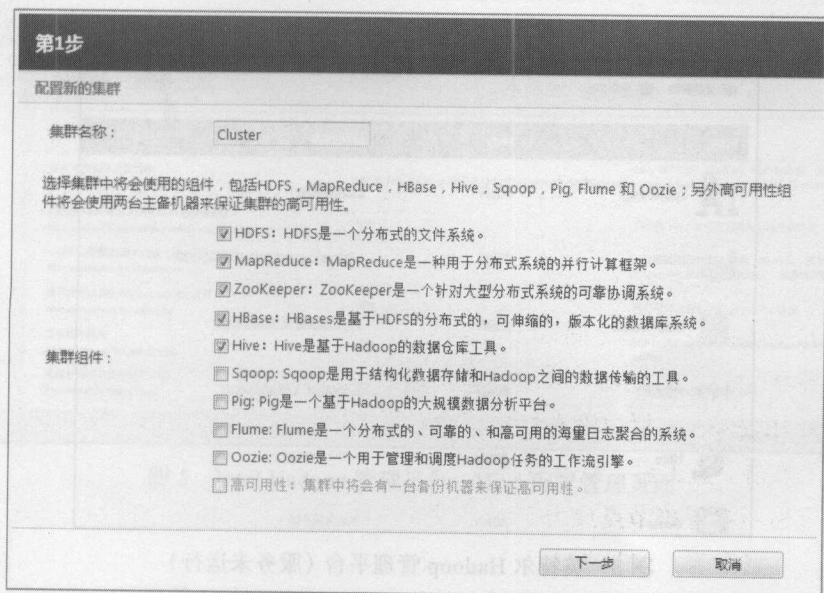 第1步
配置新的集群
集群名称：
Cluster
选择集群中将会使用的组件，包括HDFS，MapReduce，HBase，Hive，Sqoop，Pig, Flume 和 Oozie；另外高可用性组
件将会使用两台主备机器来保证集群的高可用性。
HDFS：HDFS是一个分布式的文件系统。
MapReduce：MapReduce是一种用于分布式系统的并行计算框架。
ZooKeeper：ZooKeeper是一个针对大型分布式系统的可靠协调系统。
HBase：HBases是基于HDFS的分布式的，可伸缩的，版本化的数据库系统。
集群组件：
Hive：Hive是基于Hadoop的数据仓库工具。
Sqoop: Sqoop是用于结构化数据存储和Hadoop之间的数据传输的工具。
Pig: Pig是一个基于Hadoop的大规模数据分析平台。
Flume: Flume是一个分布式的、可靠的、和高可用的海量日志聚合的系统。
Oozie: Oozie是一个用于管理和调度Hadoop任务的工作流引擎。
高可用性：集群中将会有一台备份机器来保证高可用性。
下一步
取消